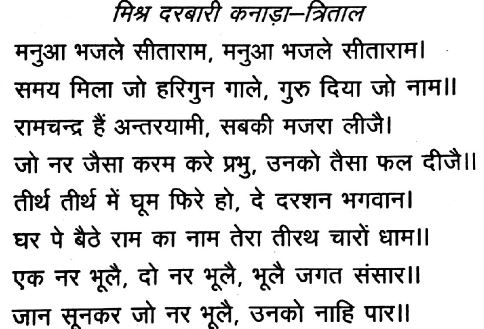 मिश्र दरबारी कनाड़ा–त्रिताल
मनुआ भजले सीताराम, मनुआ भजले सीताराम।
समय मिला जो हरिगुन गाले, गुरु दिया जो नाम॥
रामचन्द्र हैं अन्तरयामी, सबकी मजरा लीजै।
जो नर जैसा करम करे प्रभु, उनको तैसा फल दीजै॥
तीर्थ तीर्थ में घूम फिरे हो, दे दरशन भगवान।
घर पे बैठे राम का नाम तेरा तीरथ चारों धाम॥
एक नर भूलै, दो नर भूलै, भूलै जगत संसार॥
जान सूनकर जो नर भूलै, उनको नाहि पार॥